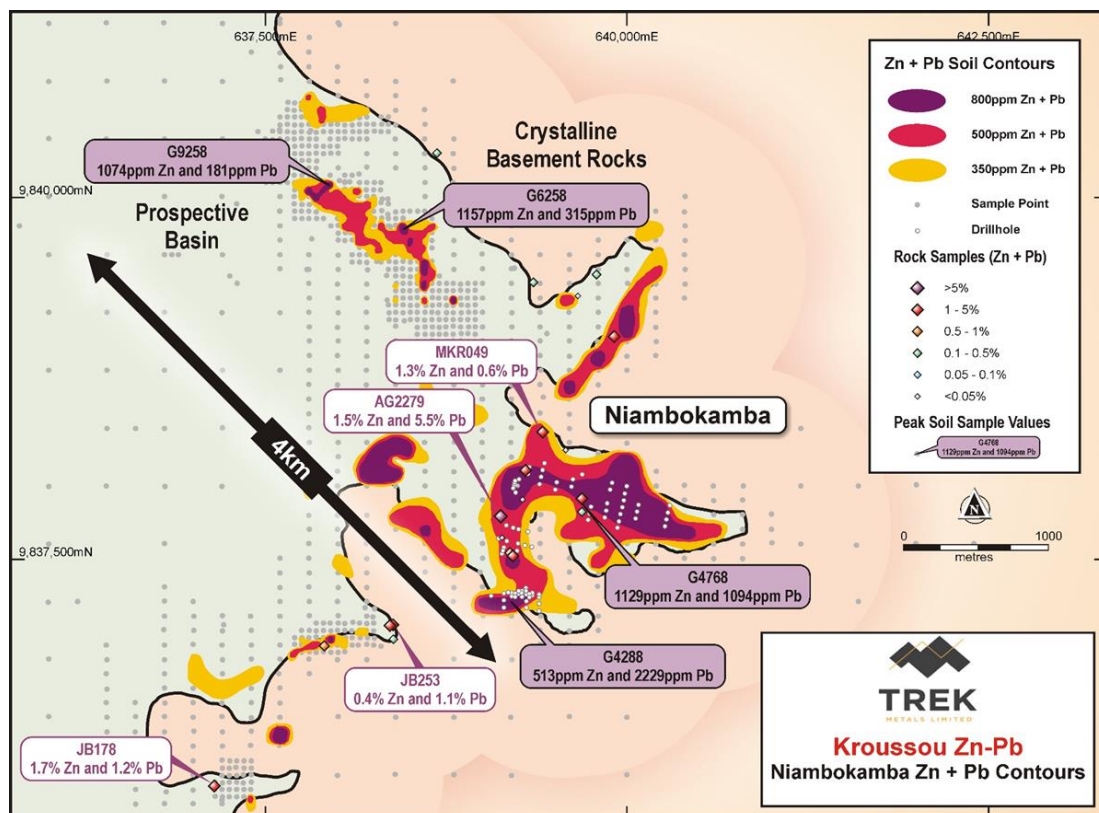 637,500mE
640,000mE
642,500mE
9,840,000mN
9,837,500mN
Crystalline
Basement Rocks
Prospective
Basin
G9258
1074ppm Zn and 181ppm Pb
G6258
1157ppm Zn and 315ppm Pb
MKR049
1.3% Zn and 0.6% Pb
AG2279
1.5% Zn and 5.5% Pb
Niambokamba
4km
G4768
1129ppm Zn and 1094ppm Pb
G4288
513ppm Zn and 2229ppm Pb
JB253
0.4% Zn and 1.1% Pb
JB178
1.7% Zn and 1.2% Pb
Zn + Pb Soil Contours
800ppm Zn + Pb
500ppm Zn + Pb
350ppm Zn + Pb
Sample Point
Drillhole
Rock Samples (Zn + Pb)
>5%
1 - 5%
0.5 - 1%
0.1 - 0.5%
0.05 - 0.1%
<0.05%
Peak Soil Sample Values
G4768
1129ppm Zn and 1094ppm Pb
N
0 1000
metres
TREK
METALS LIMITED
Kroussou Zn-Pb
Niambokamba Zn + Pb Contours